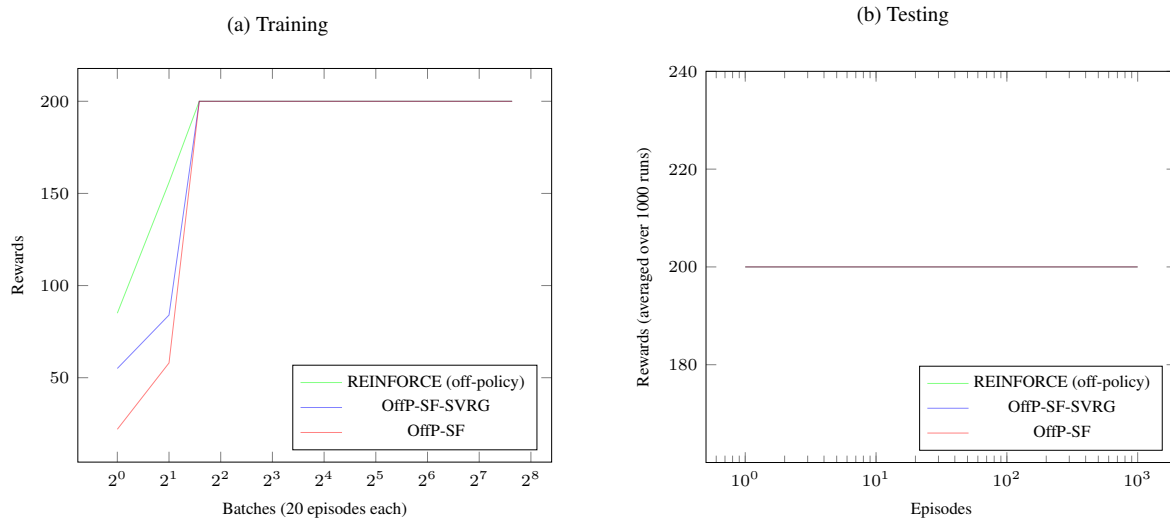 (a) Training
200
150
100
50
Rewards
2^0 2^1 2^2 2^3 2^4 2^5 2^6 2^7 2^8
Batches (20 episodes each)
REINFORCE (off-policy)
OffP-SF-SVRG
OffP-SF
(b) Testing
240
220
200
180
Rewards (averaged over 1000 runs)
10^0 10^1 10^2 10^3
Episodes
REINFORCE (off-policy)
OffP-SF-SVRG
OffP-SF